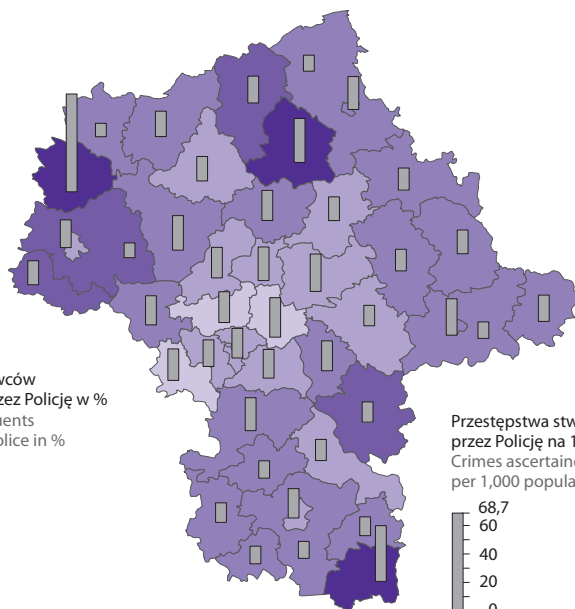 wców
zez Policję w %
uents
olice in %
Przestępstwa stw
przez Policję na 1
Crimes ascertaine
per 1,000 popula
68,7
60
40
20
0